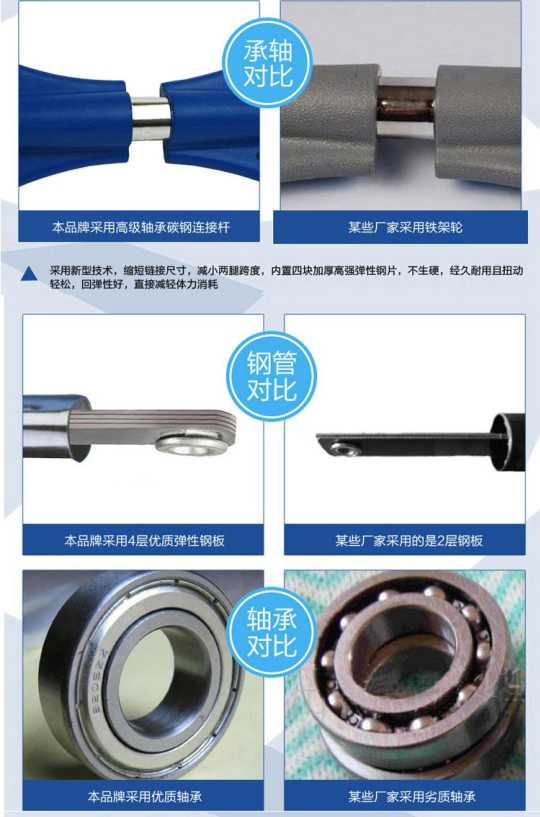 承轴
对比
本品牌采用高级轴承碳钢连接杆
某些厂家采用铁架轮
采用新型技术，缩短链接尺寸，减小两腿跨度，内置四块加厚高强弹性钢片，不生硬，经久耐用且扭动
轻松，回弹性好，直接减轻体力消耗
钢管
对比
本品牌采用4层优质弹性钢板
某些厂家采用的是2层钢板
轴承
对比
本品牌采用优质轴承
某些厂家采用劣质轴承